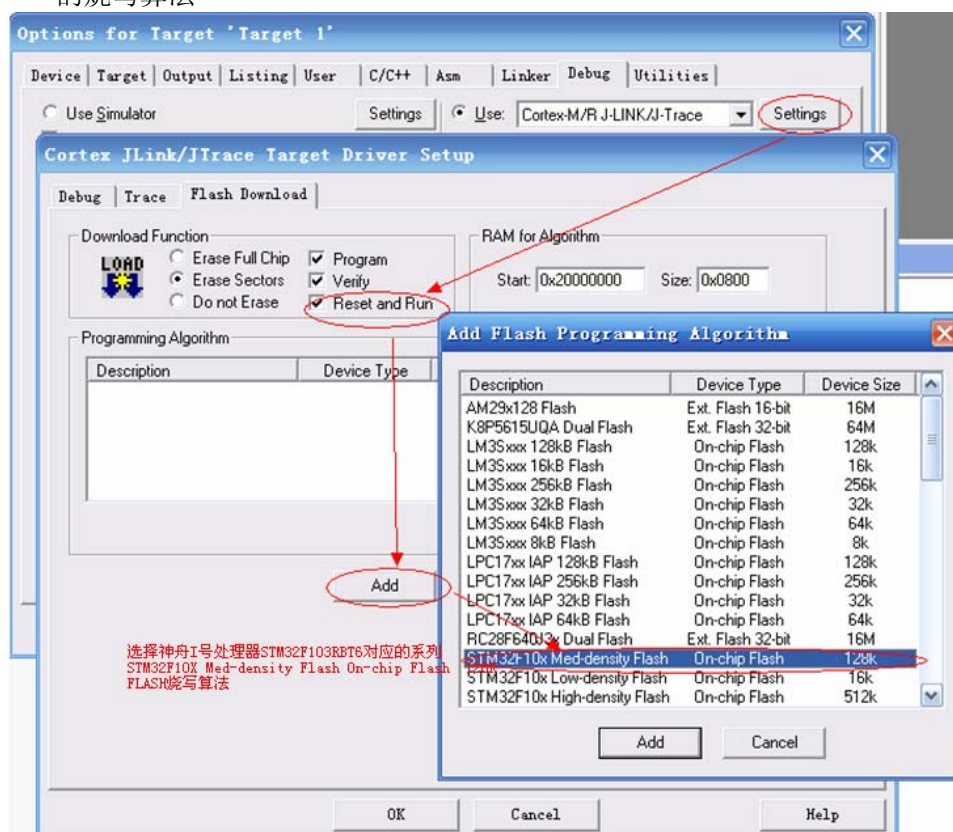 的烧写算法
Options for Target 'Target 1'
Device Target Output Listing User C/C++ Asm Linker Debug Utilities
Use Simulator Settings Use: Cortex-M/R J-LINK/J-Trace Settings
Cortex JLink/JTrace Target Driver Setup
Debug Trace Flash Download
Download Function
LOAD
Erase Full Chip
Erase Sectors
Do not Erase
Program
Verify
Reset and Run
RAM for Algorithm
Start: 0x20000000 Size: 0x0800
Programming Algorithm
Description Device Type
Add
Add Flash Programming Algorithm
Description Device Type Device Size
AM29x128 Flash Ext. Flash 16-bit 16M
K8P5615UQA Dual Flash Ext. Flash 32-bit 64M
LM3Sxxx 128kB Flash On-chip Flash 128k
LM3Sxxx 16kB Flash On-chip Flash 16k
LM3Sxxx 256kB Flash On-chip Flash 256k
LM3Sxxx 32kB Flash On-chip Flash 32k
LM3Sxxx 64kB Flash On-chip Flash 64k
LM3Sxxx 8kB Flash On-chip Flash 8k
LPC17xx IAP 128kB Flash On-chip Flash 128k
LPC17xx IAP 256kB Flash On-chip Flash 256k
LPC17xx IAP 32kB Flash On-chip Flash 32k
LPC17xx IAP 64kB Flash On-chip Flash 64k
RC28F640J3x Dual Flash Ext. Flash 32-bit 16M
STM32F10x Med-density Flash On-chip Flash 128k
STM32F10x Low-density Flash On-chip Flash 16k
STM32F10x High-density Flash On-chip Flash 512k
Add Cancel
选择神舟I号处理器STM32F103RBT6对应的系列
STM32F10X Med-density Flash On-chip Flash
FLASH烧写算法
OK Cancel Help